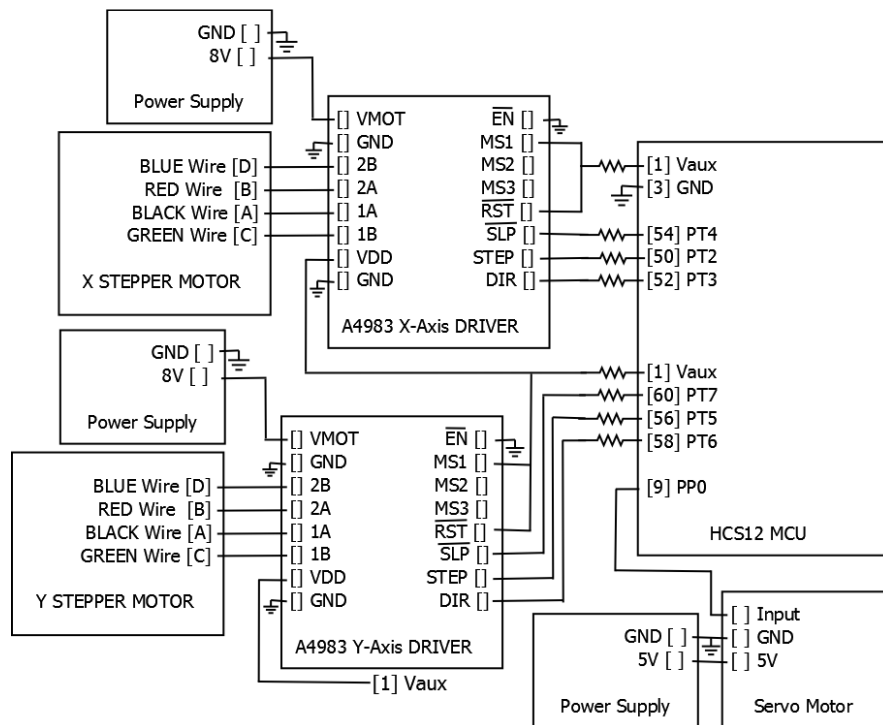 GND [ ]
8V [ ]
Power Supply
BLUE Wire [D]
RED Wire [B]
BLACK Wire [A]
GREEN Wire [C]
X STEPPER MOTOR
[] VMOT
[] GND
[] 2B
[] 2A
[] 1A
[] 1B
[] VDD
[] GND
EN []
MS1 []
MS2 []
MS3 []
RST []
SLP []
STEP []
DIR []
A4983 X-Axis DRIVER
[1] Vaux
[3] GND
[54] PT4
[50] PT2
[52] PT3
[1] Vaux
[60] PT7
[56] PT5
[58] PT6
[9] PP0
HCS12 MCU
GND [ ]
8V [ ]
Power Supply
BLUE Wire [D]
RED Wire [B]
BLACK Wire [A]
GREEN Wire [C]
Y STEPPER MOTOR
[] VMOT
[] GND
[] 2B
[] 2A
[] 1A
[] 1B
[] VDD
[] GND
EN []
MS1 []
MS2 []
MS3 []
RST []
SLP []
STEP []
DIR []
A4983 Y-Axis DRIVER
[1] Vaux
GND [ ]
5V [ ]
Power Supply
[ ] Input
[ ] GND
[ ] 5V
Servo Motor